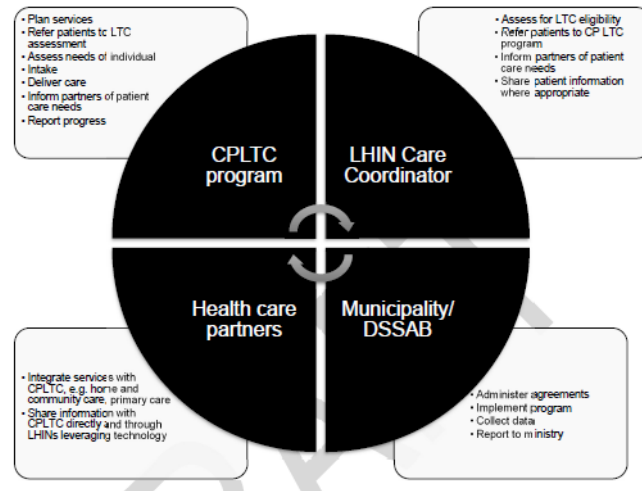 • Plan services
• Refer patients to LTC
assessment
• Assess needs of individual
• Intake
• Deliver care
• Inform partners of patient
care needs
• Report progress
• Assess for LTC eligibility
• Refer patients to CP LTC
program
• Inform partners of patient
care needs
• Share patient information
where appropriate
CPLTC
program
LHIN Care
Coordinator
Health care
partners
Municipality/
DSSAB
• Integrate services with
CPLTC, e.g. home and
community care, primary care
• Share information with
CPLTC directly and through
LHINs leveraging technology
• Administer agreements
• Implement program
• Collect data
• Report to ministry